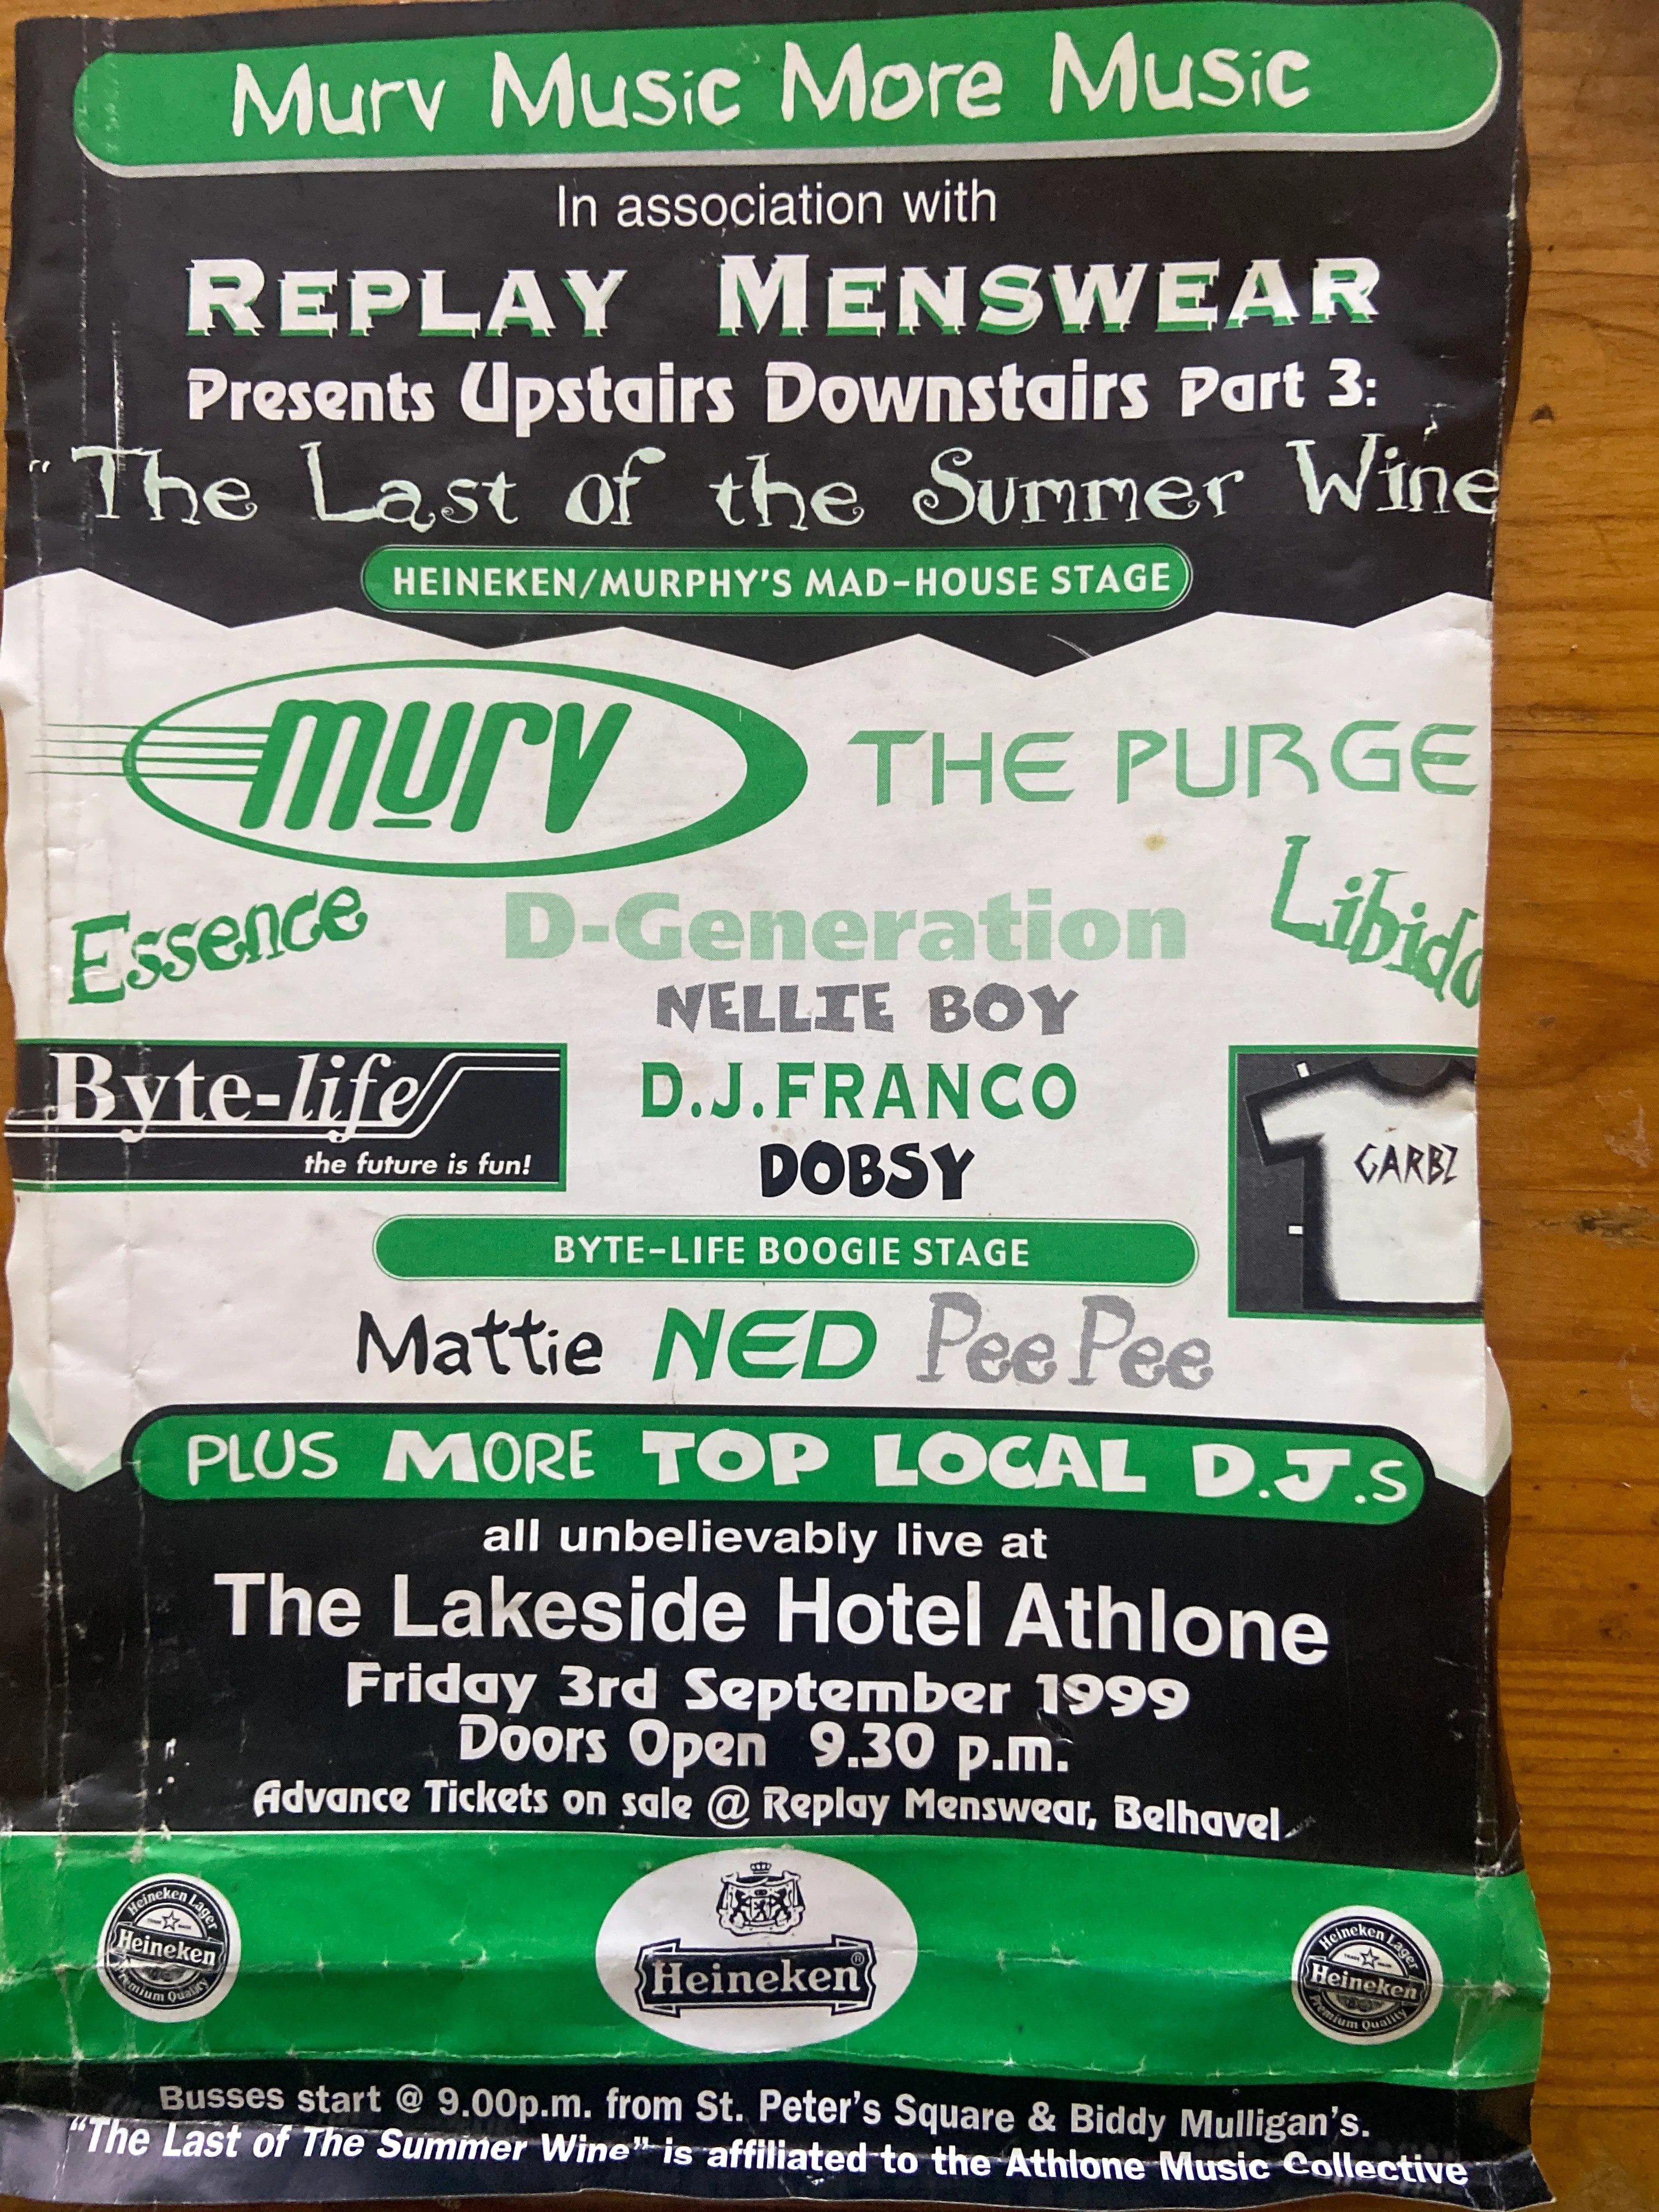 Murv Music More Music
In association with
REPLAY MENSWEAR
Presents Upstairs Downstairs Part 3:
"The Last of the Summer Wine
HEINEKEN/MURPHY'S MAD-HOUSE STAGE
murv THE PURGE
Essence D-Generation Libido
NELLIE BOY
Byte-life D.J.FRANCO
the future is fun!
DOBSY
GARBZ
BYTE-LIFE BOOGIE STAGE
Mattie NED Pee Pee
PLUS MORE TOP LOCAL D.J.s
all unbelievably live at
The Lakeside Hotel Athlone
Friday 3rd September 1999
Doors Open 9.30 p.m.
Advance Tickets on sale @ Replay Menswear, Belhavel
Heineken Lager
TRADE MARK
Heineken
Premium Quality
Heineken®
Heineken Lager
TRADE MARK
Heineken
Premium Quality
Busses start @ 9.00p.m. from St. Peter's Square & Biddy Mulligan's.
"The Last of The Summer Wine" is affiliated to the Athlone Music Collective